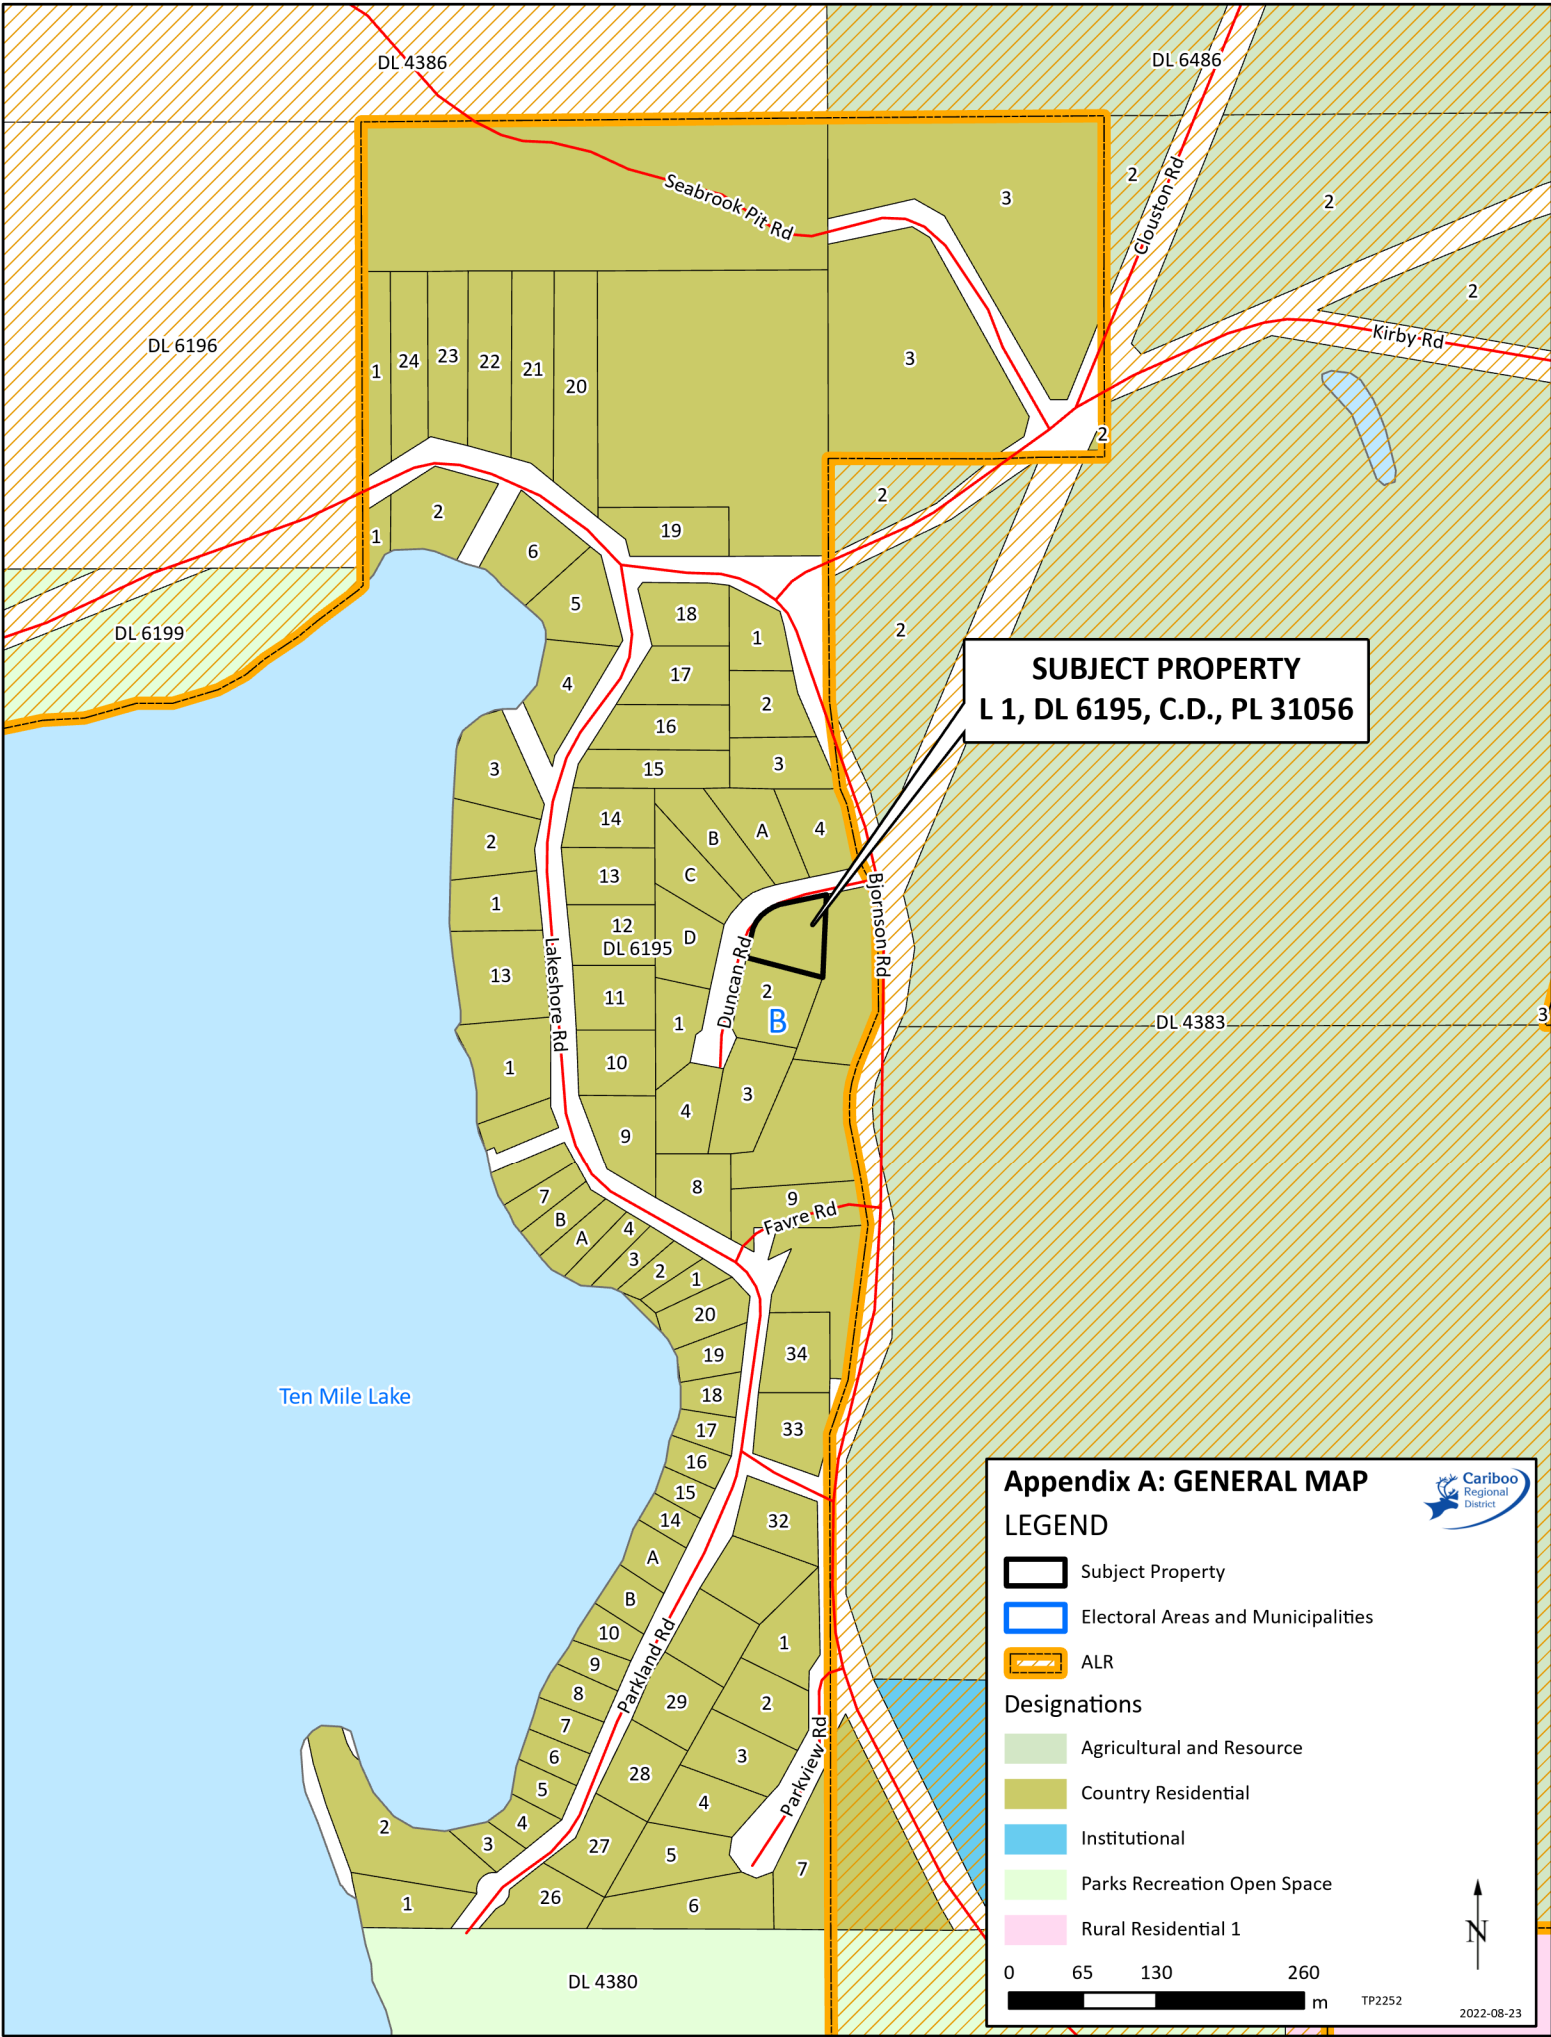 DL 4386
DL 6486
2
Clouston Rd
2
Seabrook Pit Rd
3
2
Kirby Rd
DL 6196
1
24
23
22
21
20
3
2
2
2
19
1
6
5
18
1
2
DL 6199
17
4
2
16
SUBJECT PROPERTY
L 1, DL 6195, C.D., PL 31056
3
15
3
14
B
A
4
2
13
C
1
12
D
DL 6195
Bjornson Rd
Lakeshore Rd
Duncan Rd
13
11
2
1
B
DL 4383
3
10
1
3
4
9
8
9
7
B
A
4
Favre Rd
3
2
1
20
19
34
18
Ten Mile Lake
17
33
16
15
14
32
A
B
10
1
9
Parkland Rd
8
29
2
7
6
3
Parkview Rd
5
28
4
4
2
3
27
5
7
1
26
6
DL 4380
Appendix A: GENERAL MAP
Cariboo
Regional
District
LEGEND
Subject Property
Electoral Areas and Municipalities
ALR
Designations
Agricultural and Resource
Country Residential
Institutional
Parks Recreation Open Space
Rural Residential 1
N
0 65 130 260
m
TP2252
2022-08-23